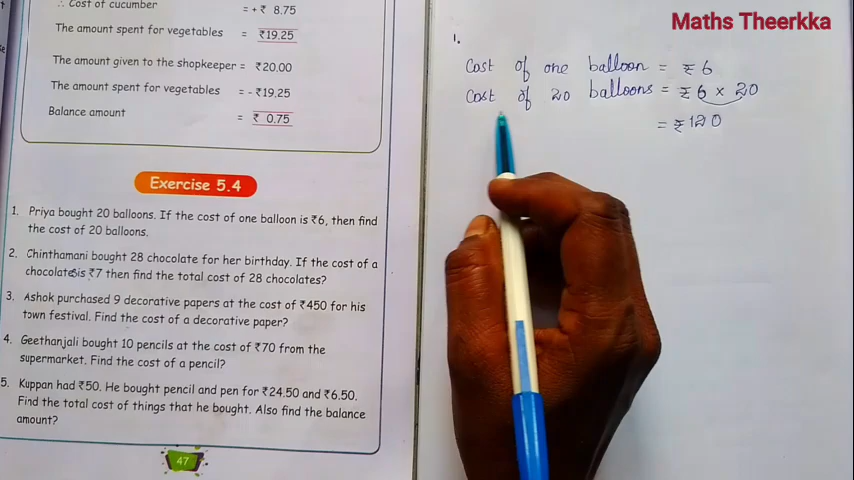 ∴ Cost of cucumber = + ₹ 8.75
The amount spent for vegetables = ₹19.25
The amount given to the shopkeeper = ₹20.00
The amount spent for vegetables = - ₹19.25
Balance amount = ₹ 0.75
Exercise 5.4
1. Priya bought 20 balloons. If the cost of one balloon is ₹6, then find
the cost of 20 balloons.
2. Chinthamani bought 28 chocolate for her birthday. If the cost of a
chocolate is ₹7 then find the total cost of 28 chocolates?
3. Ashok purchased 9 decorative papers at the cost of ₹450 for his
town festival. Find the cost of a decorative paper?
4. Geethanjali bought 10 pencils at the cost of ₹70 from the
supermarket. Find the cost of a pencil?
5. Kuppan had ₹50. He bought pencil and pen for ₹24.50 and ₹6.50.
Find the total cost of things that he bought. Also find the balance
amount?
47
Maths Theerkka
1.
Cost of one balloon = ₹6
Cost of 20 balloons = ₹6 × 20
= ₹120